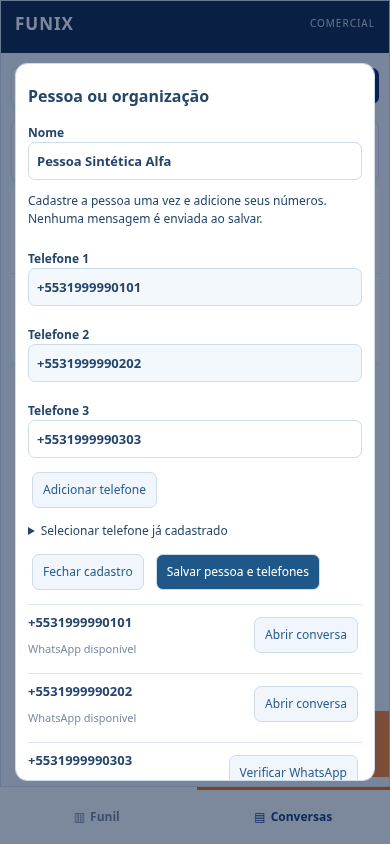 FUNIX
COMERCIAL
Pessoa ou organização
Nome
Pessoa Sintética Alfa
Cadastre a pessoa uma vez e adicione seus números.
Nenhuma mensagem é enviada ao salvar.
Telefone 1
+5531999990101
Telefone 2
+5531999990202
Telefone 3
+5531999990303
Adicionar telefone
Selecionar telefone já cadastrado
Fechar cadastro
Salvar pessoa e telefones
+5531999990101
Abrir conversa
WhatsApp disponível
+5531999990202
Abrir conversa
WhatsApp disponível
+5531999990303
Verificar WhatsApp
Funil
Conversas